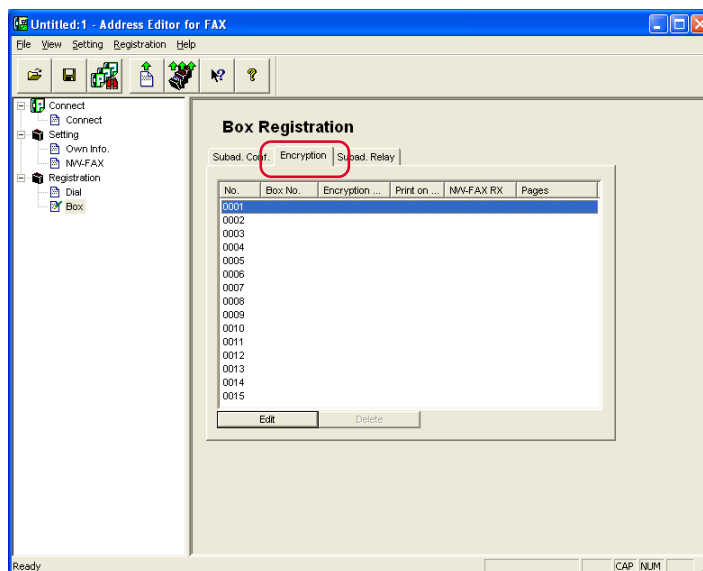 Untitled:1 - Address Editor for FAX
File View Setting Registration Help
Connect
Connect
Setting
Own Info.
NW-FAX
Registration
Dial
Box
Box Registration
Subad. Conf. Encryption Subad. Relay
No. Box No. Encryption ... Print on ... NW-FAX RX Pages
0001
0002
0003
0004
0005
0006
0007
0008
0009
0010
0011
0012
0013
0014
0015
Edit Delete
Ready CAP NUM